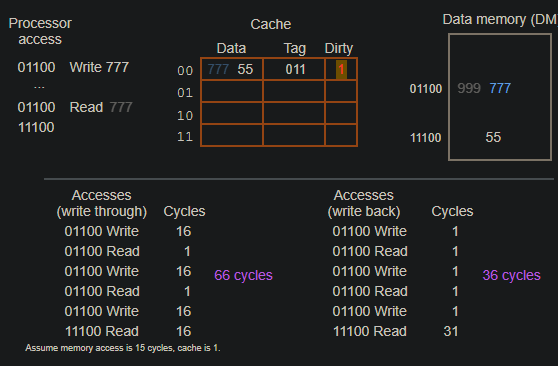 Processor access
Cache
Data memory (DM
Data Tag Dirty
01100 Write 777
...
01100 Read 777
11100
00 777 55 011 1
01
10
11
01100 999 777
11100 55
Accesses (write through) Cycles
01100 Write 16
01100 Read 1
01100 Write 16
01100 Read 1
01100 Write 16
11100 Read 16
66 cycles
Assume memory access is 15 cycles, cache is 1.
Accesses (write back) Cycles
01100 Write 1
01100 Read 1
01100 Write 1
01100 Read 1
01100 Write 1
11100 Read 31
36 cycles